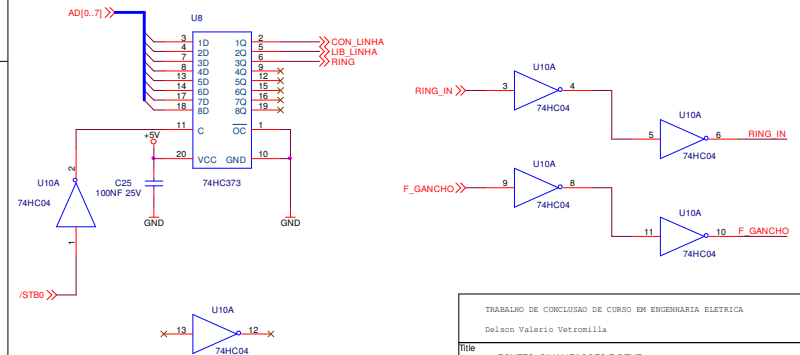 AD[0..7]
U8
3 1D 1Q 2 CON_LINHA
4 2D 2Q 5 LIB_LINHA
7 3D 3Q 6 RING
8 4D 4Q 9
13 5D 5Q 12
14 6D 6Q 15
17 7D 7Q 16
18 8D 8Q 19
11 C OC 1
+5V
20 VCC GND 10
74HC373
C25
100NF 25V
GND
GND
2
U10A
74HC04
1
/STB0
U10A
13 12
74HC04
U10A
RING_IN 3 4
74HC04
U10A
5 6 RING_IN
74HC04
U10A
F_GANCHO 9 8
74HC04
U10A
11 10 F_GANCHO
74HC04
TRABALHO DE CONCLUSAO DE CURSO EM ENGENHARIA ELETRICA
Delson Valerio Vetromilla
Title